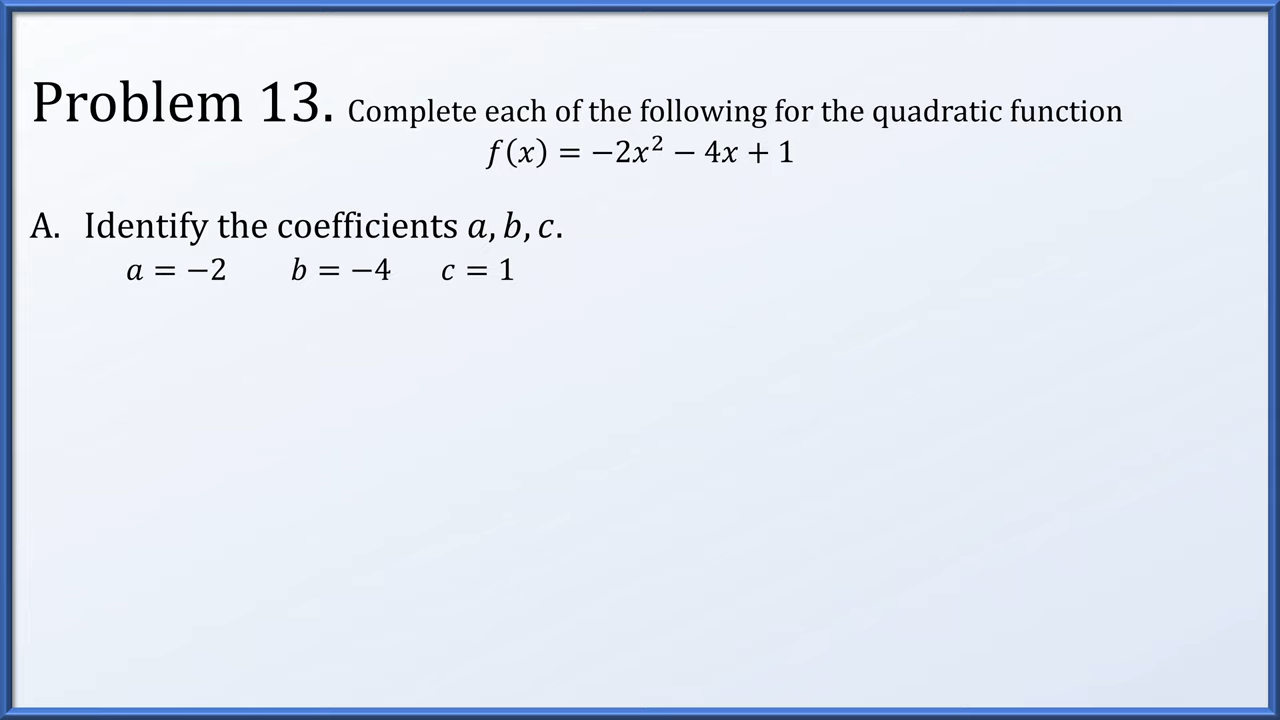 Problem 13. Complete each of the following for the quadratic function
f(x) = −2x² − 4x + 1
A. Identify the coefficients a, b, c.
a = −2 b = −4 c = 1